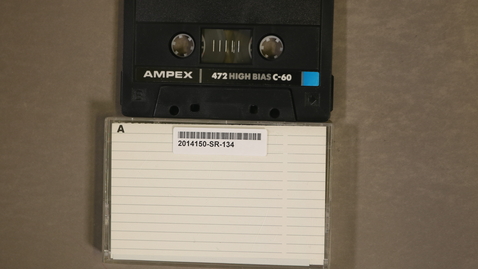 AMPEX 472 HIGH BIAS C-60
A
2014150-SR-134